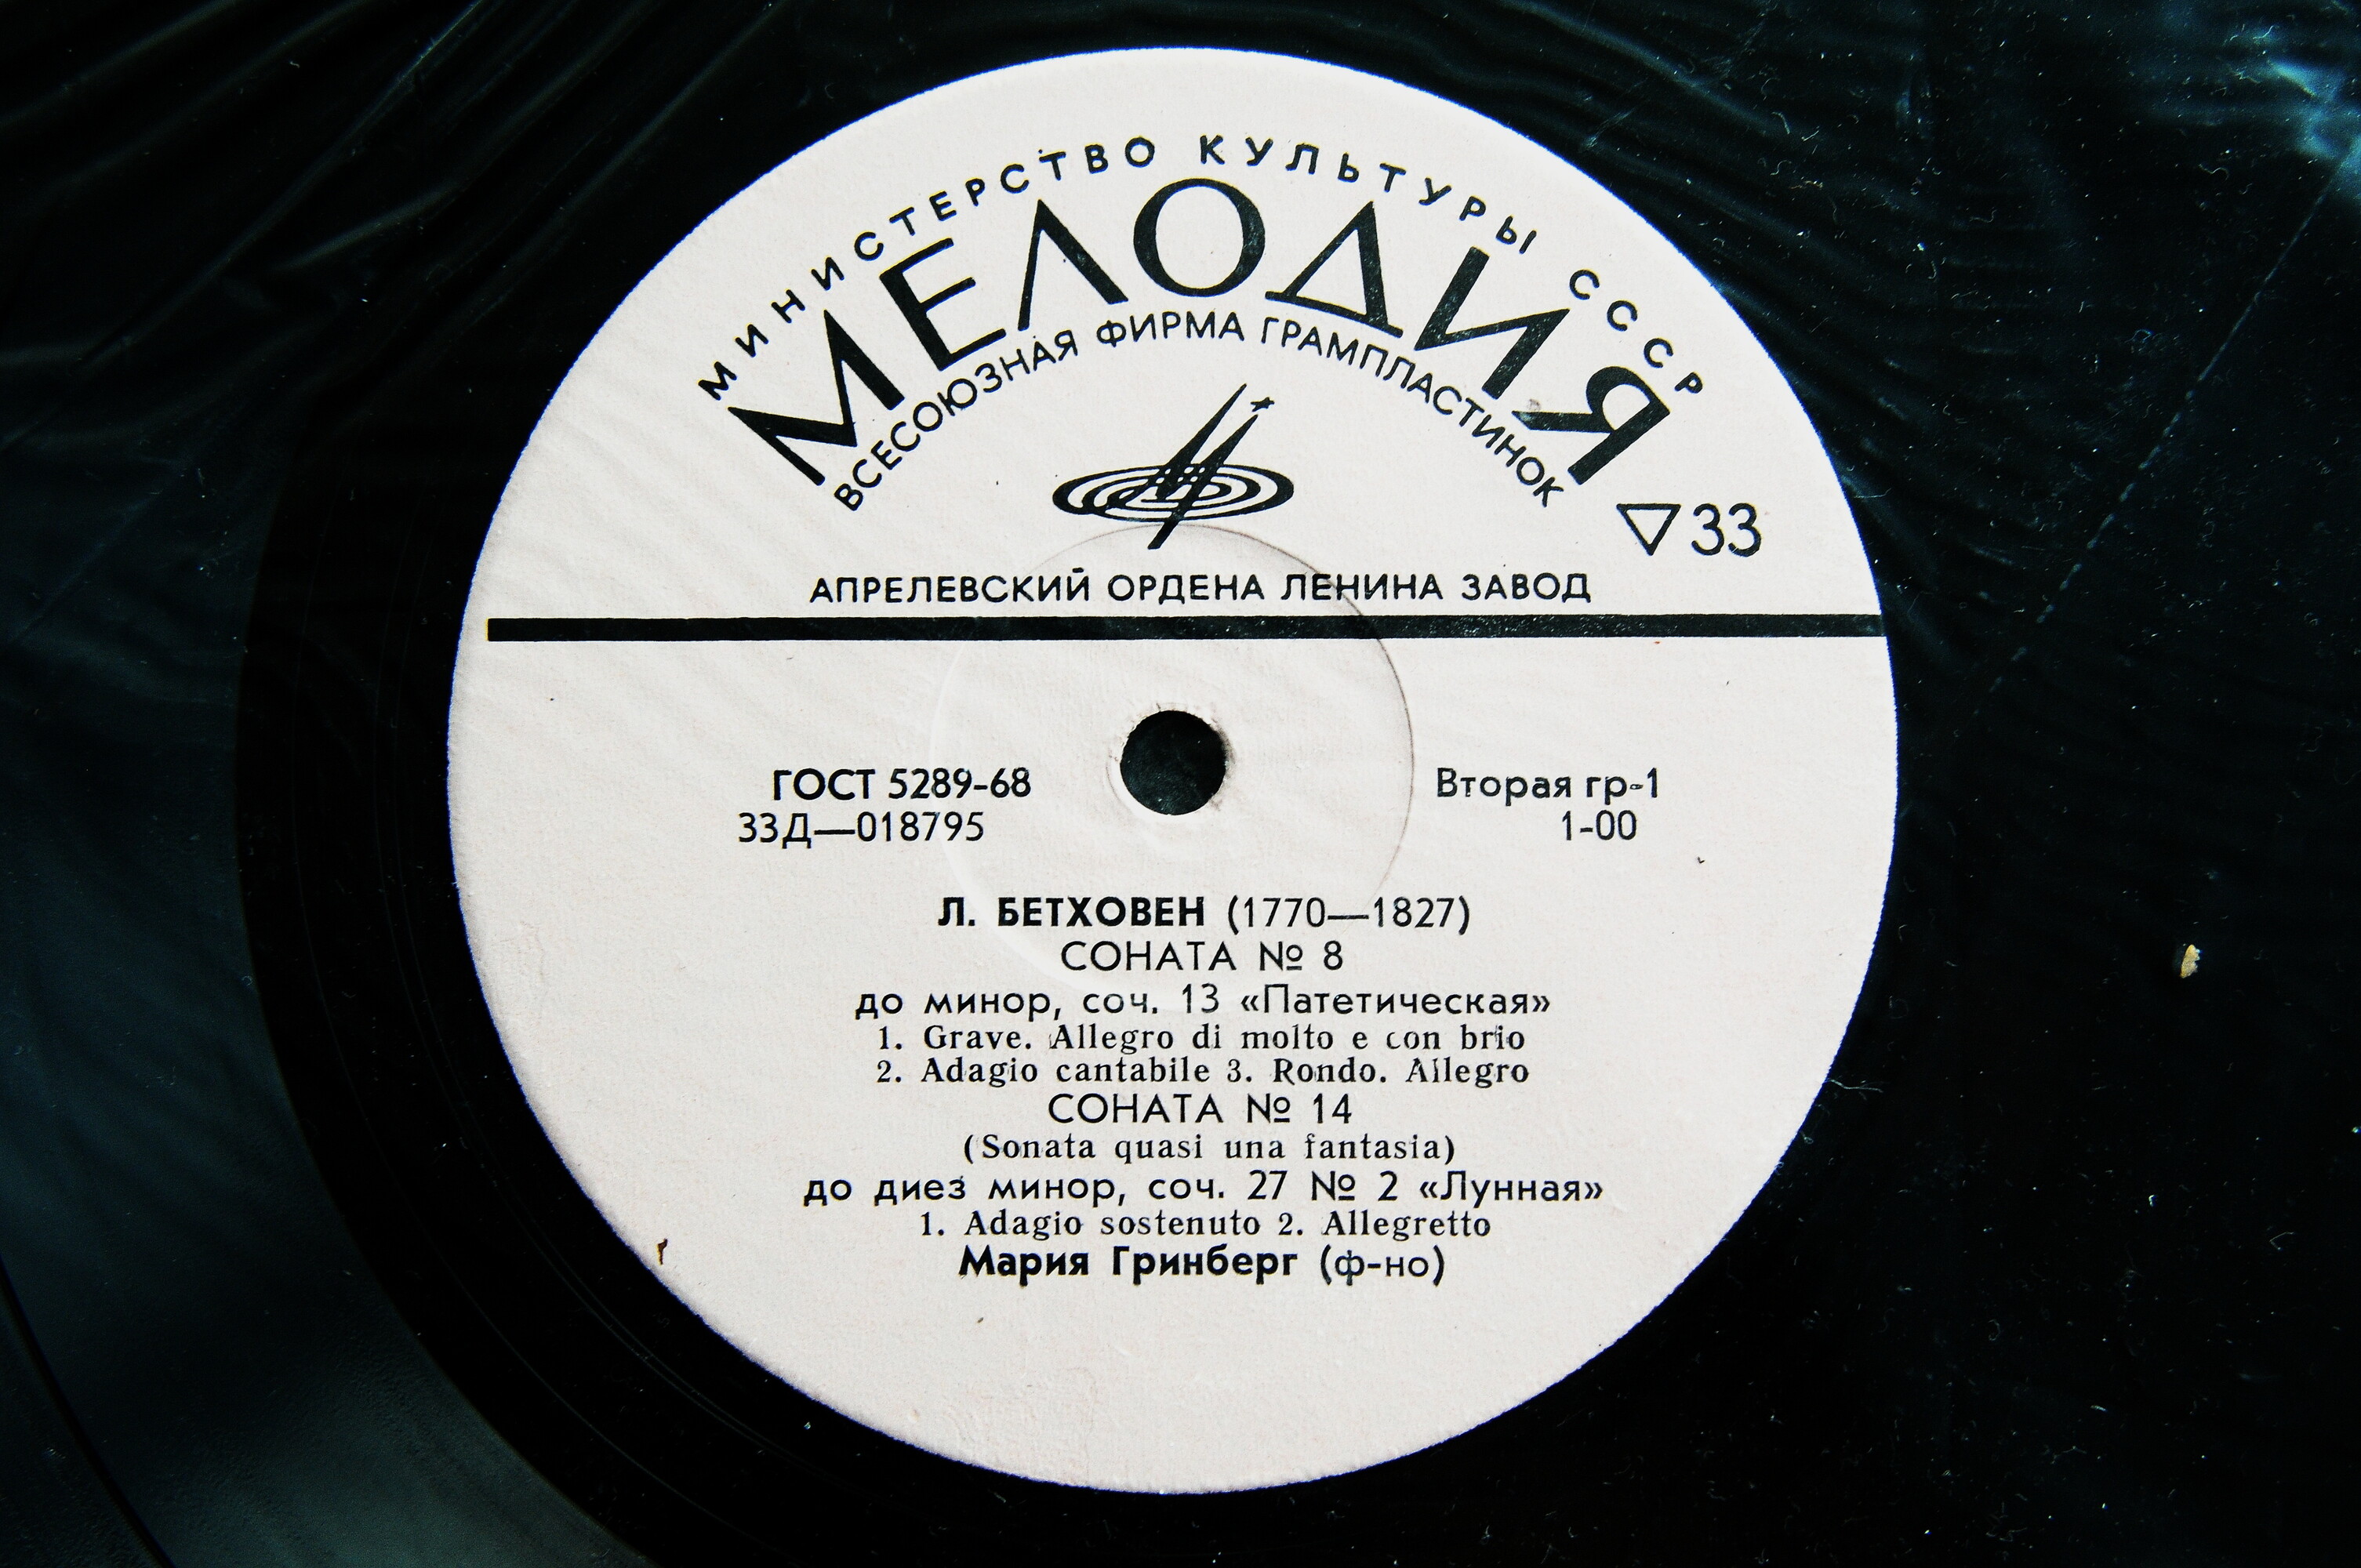 МИНИСТЕРСТВО КУЛЬТУРЫ СССР
МЕЛОДИЯ
ВСЕСОЮЗНАЯ ФИРМА ГРАМПЛАСТИНОК
▽33
АПРЕЛЕВСКИЙ ОРДЕНА ЛЕНИНА ЗАВОД
ГОСТ 5289-68
33Д—018795
Вторая гр-1
1-00
Л. БЕТХОВЕН (1770—1827)
СОНАТА № 8
до минор, соч. 13 «Патетическая»
1. Grave. Allegro di molto e con brio
2. Adagio cantabile 3. Rondo. Allegro
СОНАТА № 14
(Sonata quasi una fantasia)
до диез минор, соч. 27 № 2 «Лунная»
1. Adagio sostenuto 2. Allegretto
Мария Гринберг (ф-но)